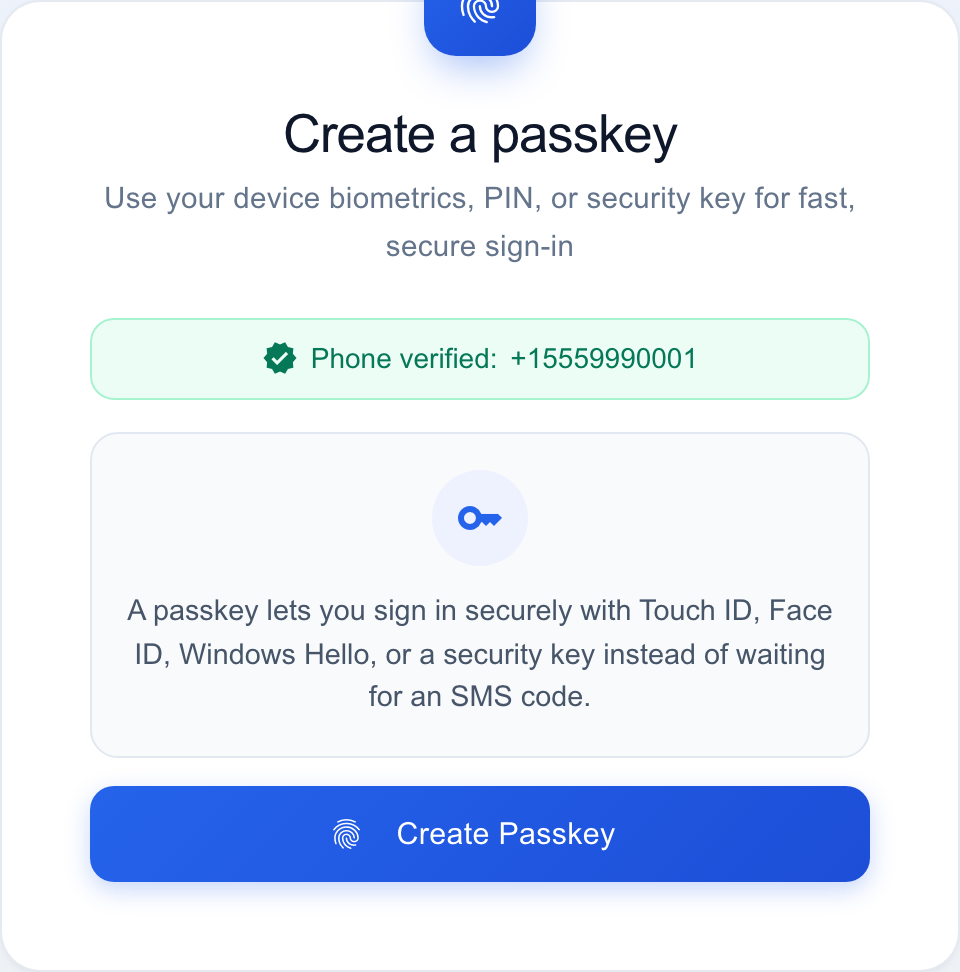 Create a passkey
Use your device biometrics, PIN, or security key for fast,
secure sign-in
Phone verified: +15559990001
A passkey lets you sign in securely with Touch ID, Face
ID, Windows Hello, or a security key instead of waiting
for an SMS code.
Create Passkey